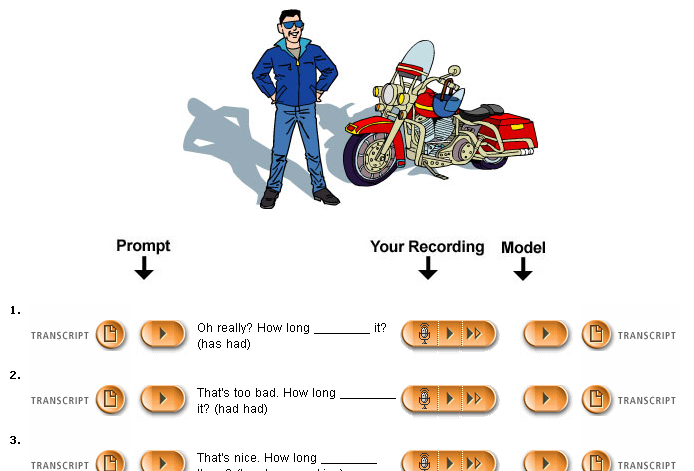 Prompt Your Recording Model
1.
TRANSCRIPT Oh really? How long ________ it? TRANSCRIPT
(has had)
2.
TRANSCRIPT That's too bad. How long ________ TRANSCRIPT
it? (had had)
3.
TRANSCRIPT That's nice. How long ________ TRANSCRIPT